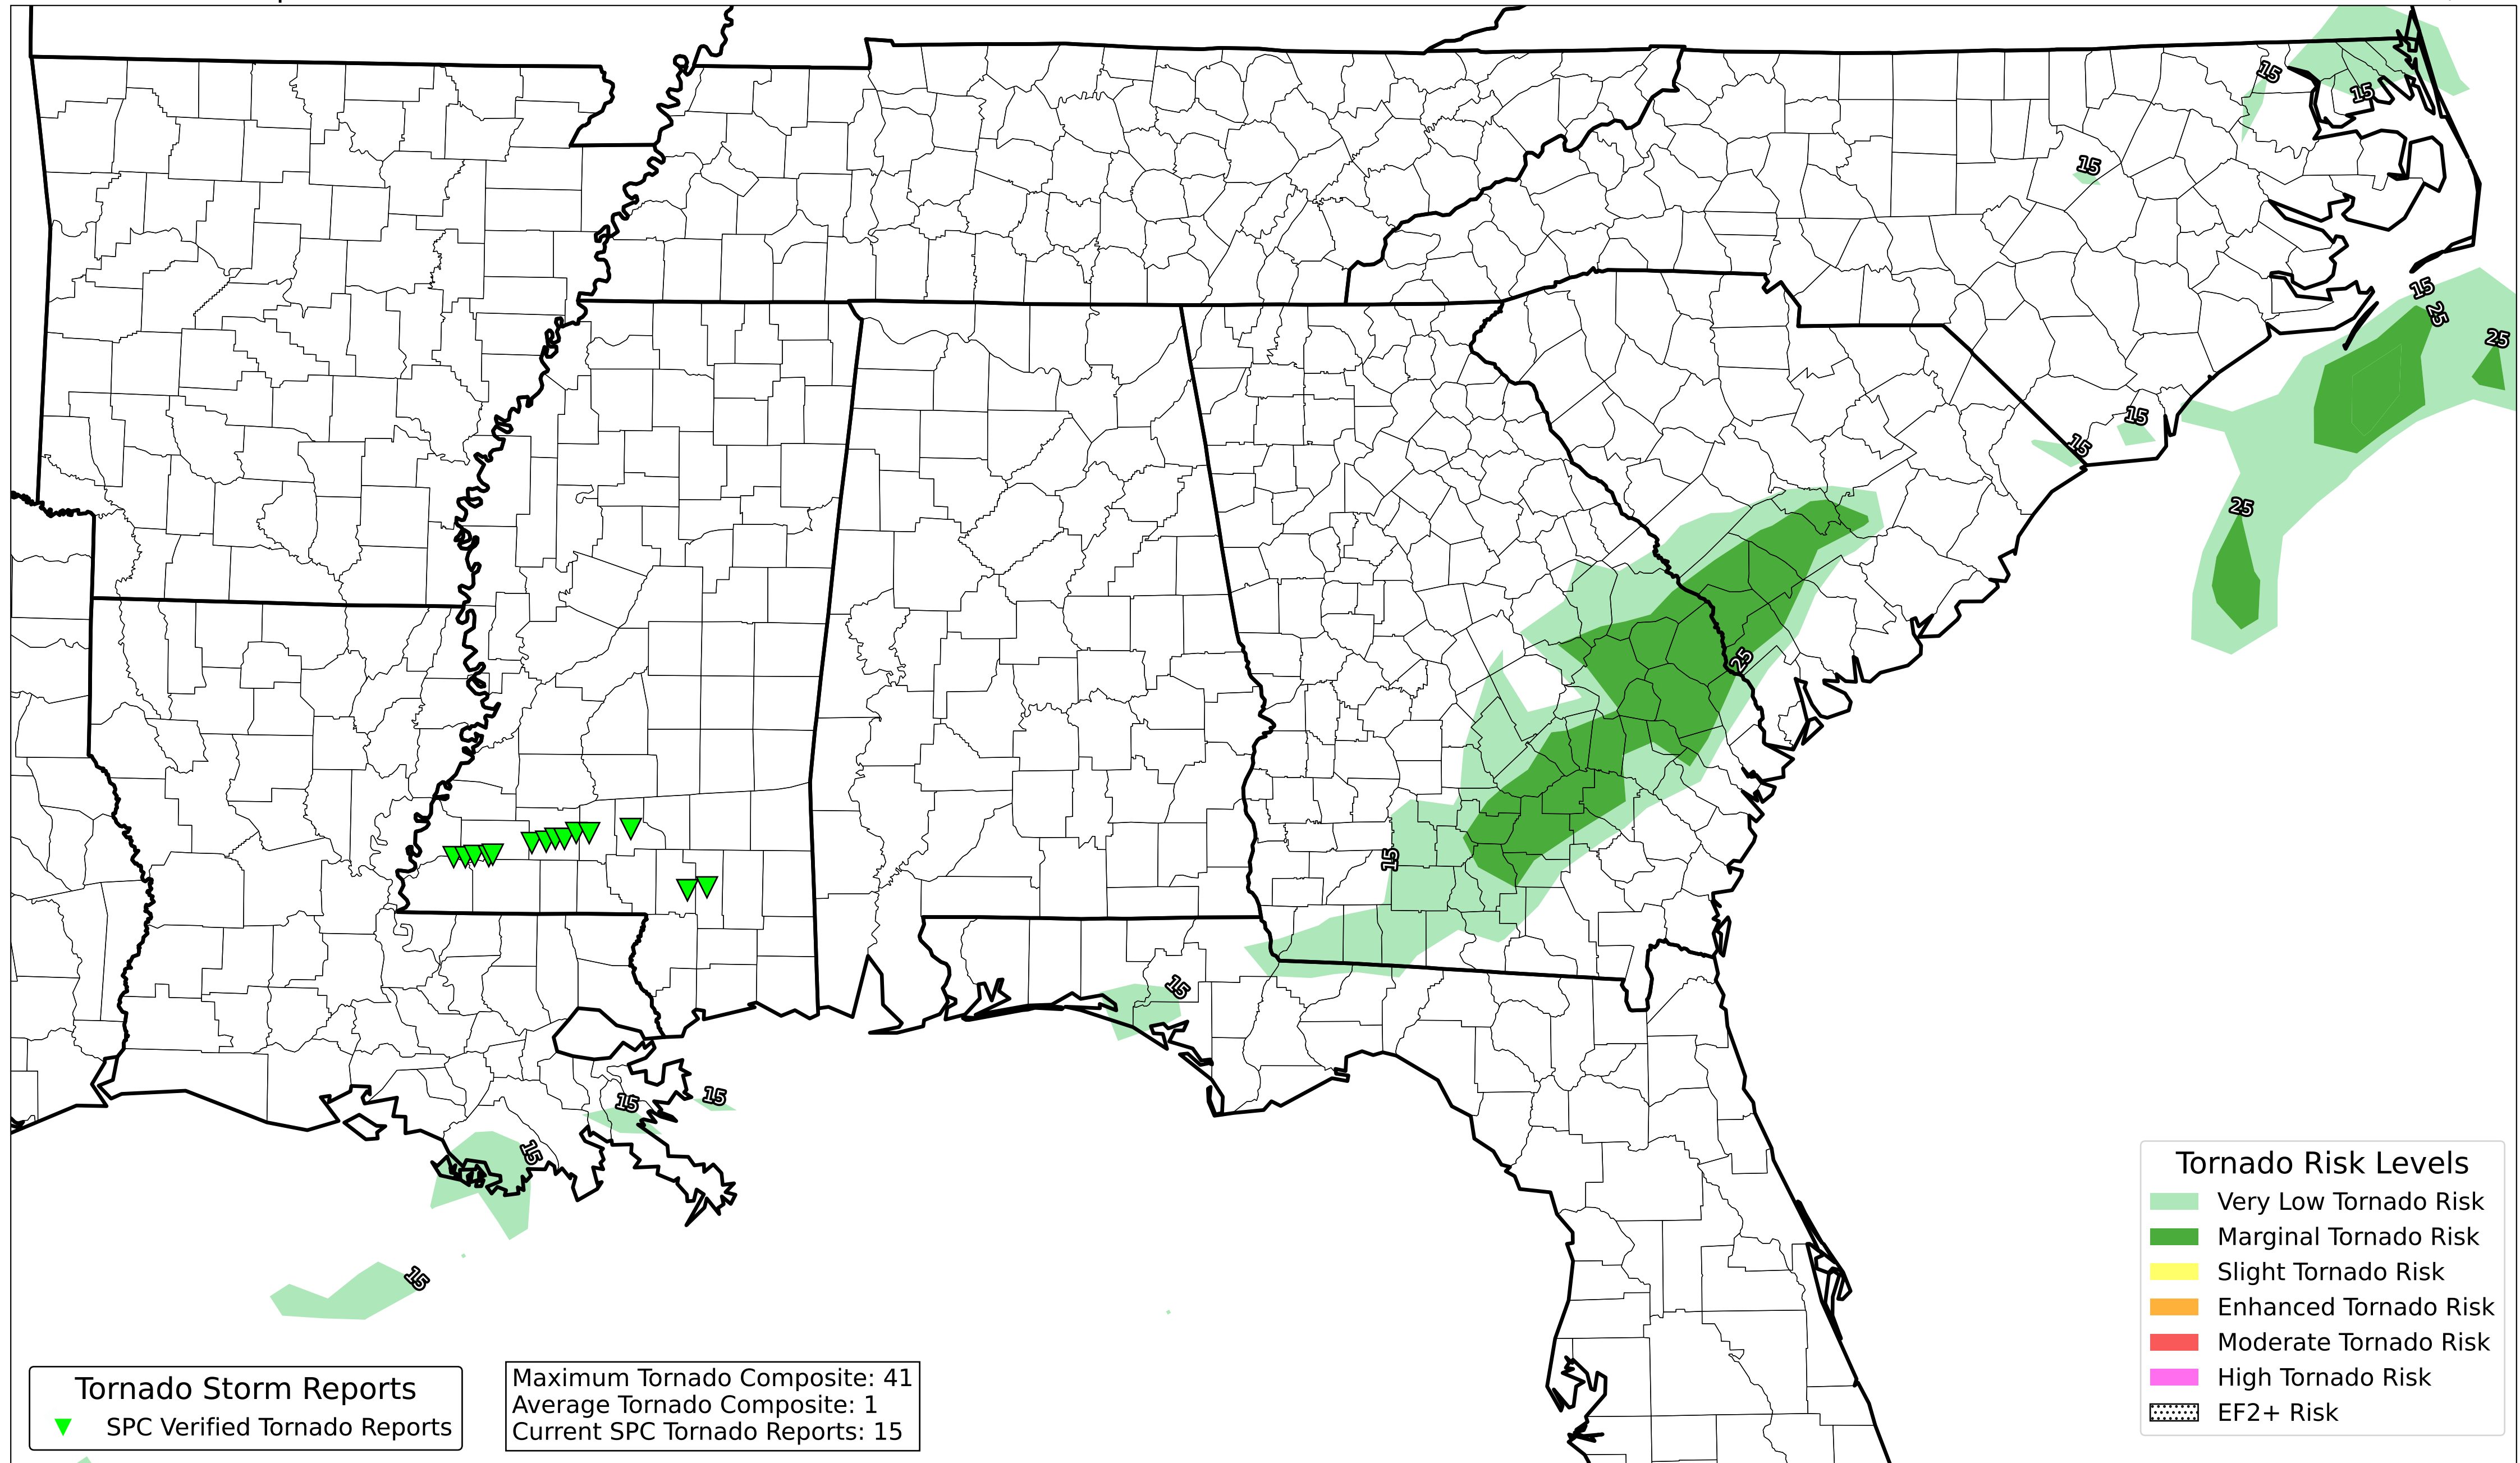 15
15
15
15
25
25
15
15
25
25
15
15
15
15
15
15
Tornado Risk Levels
Very Low Tornado Risk
Marginal Tornado Risk
Slight Tornado Risk
Enhanced Tornado Risk
Moderate Tornado Risk
High Tornado Risk
EF2+ Risk
Tornado Storm Reports
SPC Verified Tornado Reports
Maximum Tornado Composite: 41
Average Tornado Composite: 1
Current SPC Tornado Reports: 15